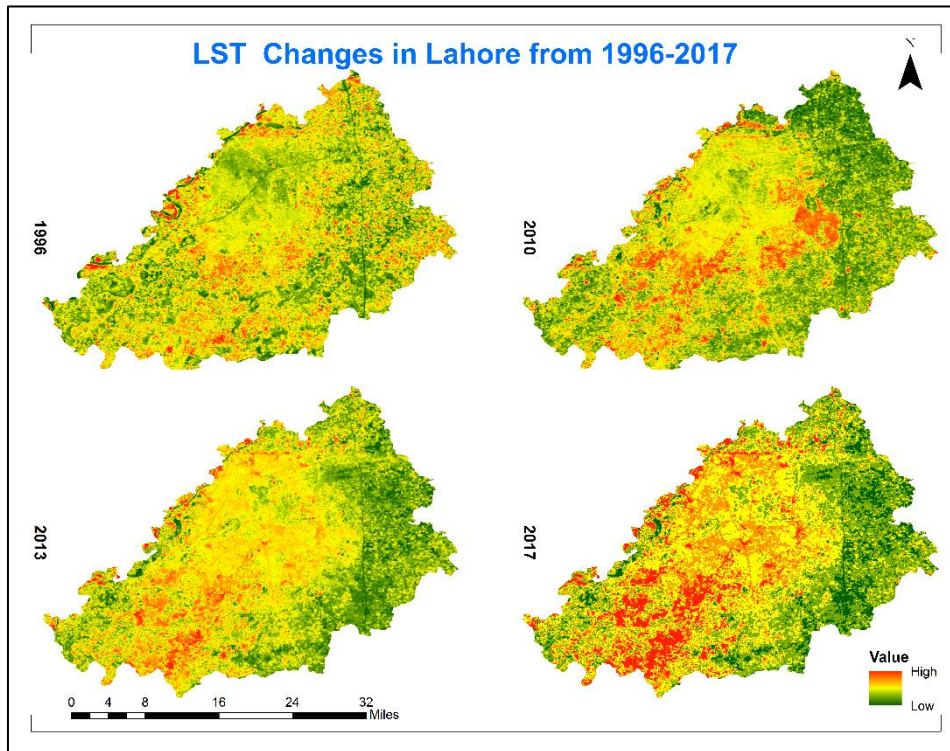 LST  Changes in Lahore from 1996-2017
N
1996
2010
2013
2017
Value
High
Low
0 4 8 16 24 32
Miles